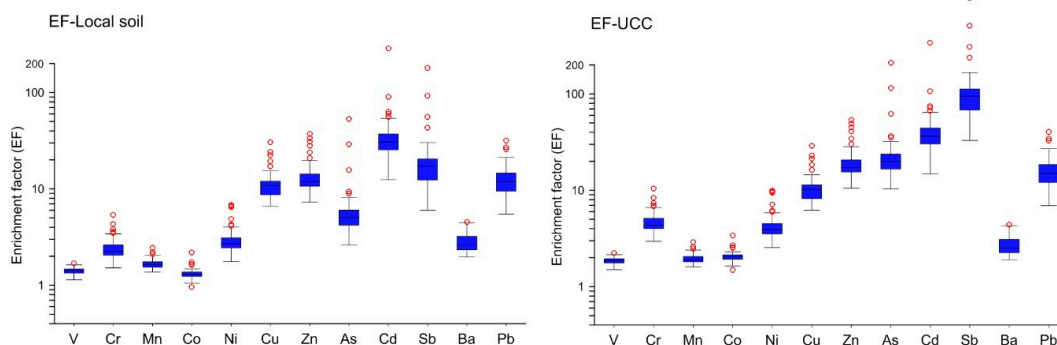 EF-Local soil
Enrichment factor (EF)
200
100
10
1
V Cr Mn Co Ni Cu Zn As Cd Sb Ba Pb
EF-UCC
Enrichment factor (EF)
200
100
10
1
V Cr Mn Co Ni Cu Zn As Cd Sb Ba Pb